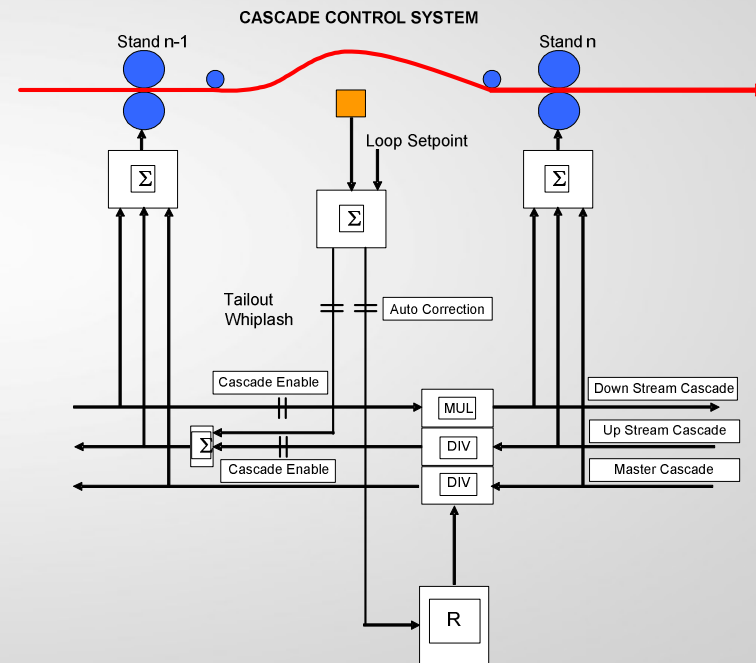 CASCADE CONTROL SYSTEM
Stand n-1
Stand n
Loop Setpoint
Σ
Σ
Σ
Tailout
Whiplash
Auto Correction
Cascade Enable
Down Stream Cascade
MUL
Up Stream Cascade
Σ
DIV
Cascade Enable
Master Cascade
DIV
R